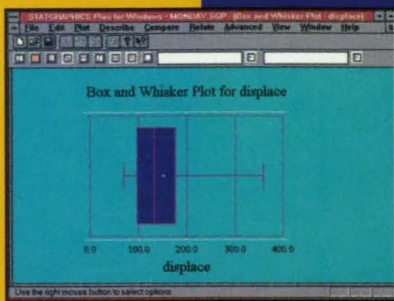 STATGRAPHICS Plus for Windows - MONDAY.SGP - [Box and Whisker Plot - displace]
File Edit Plot Describe Compare Relate Advanced View Window Help
Box and Whisker Plot for displace
0.0 100.0 200.0 300.0 400.0
displace
Use the right mouse button to select options